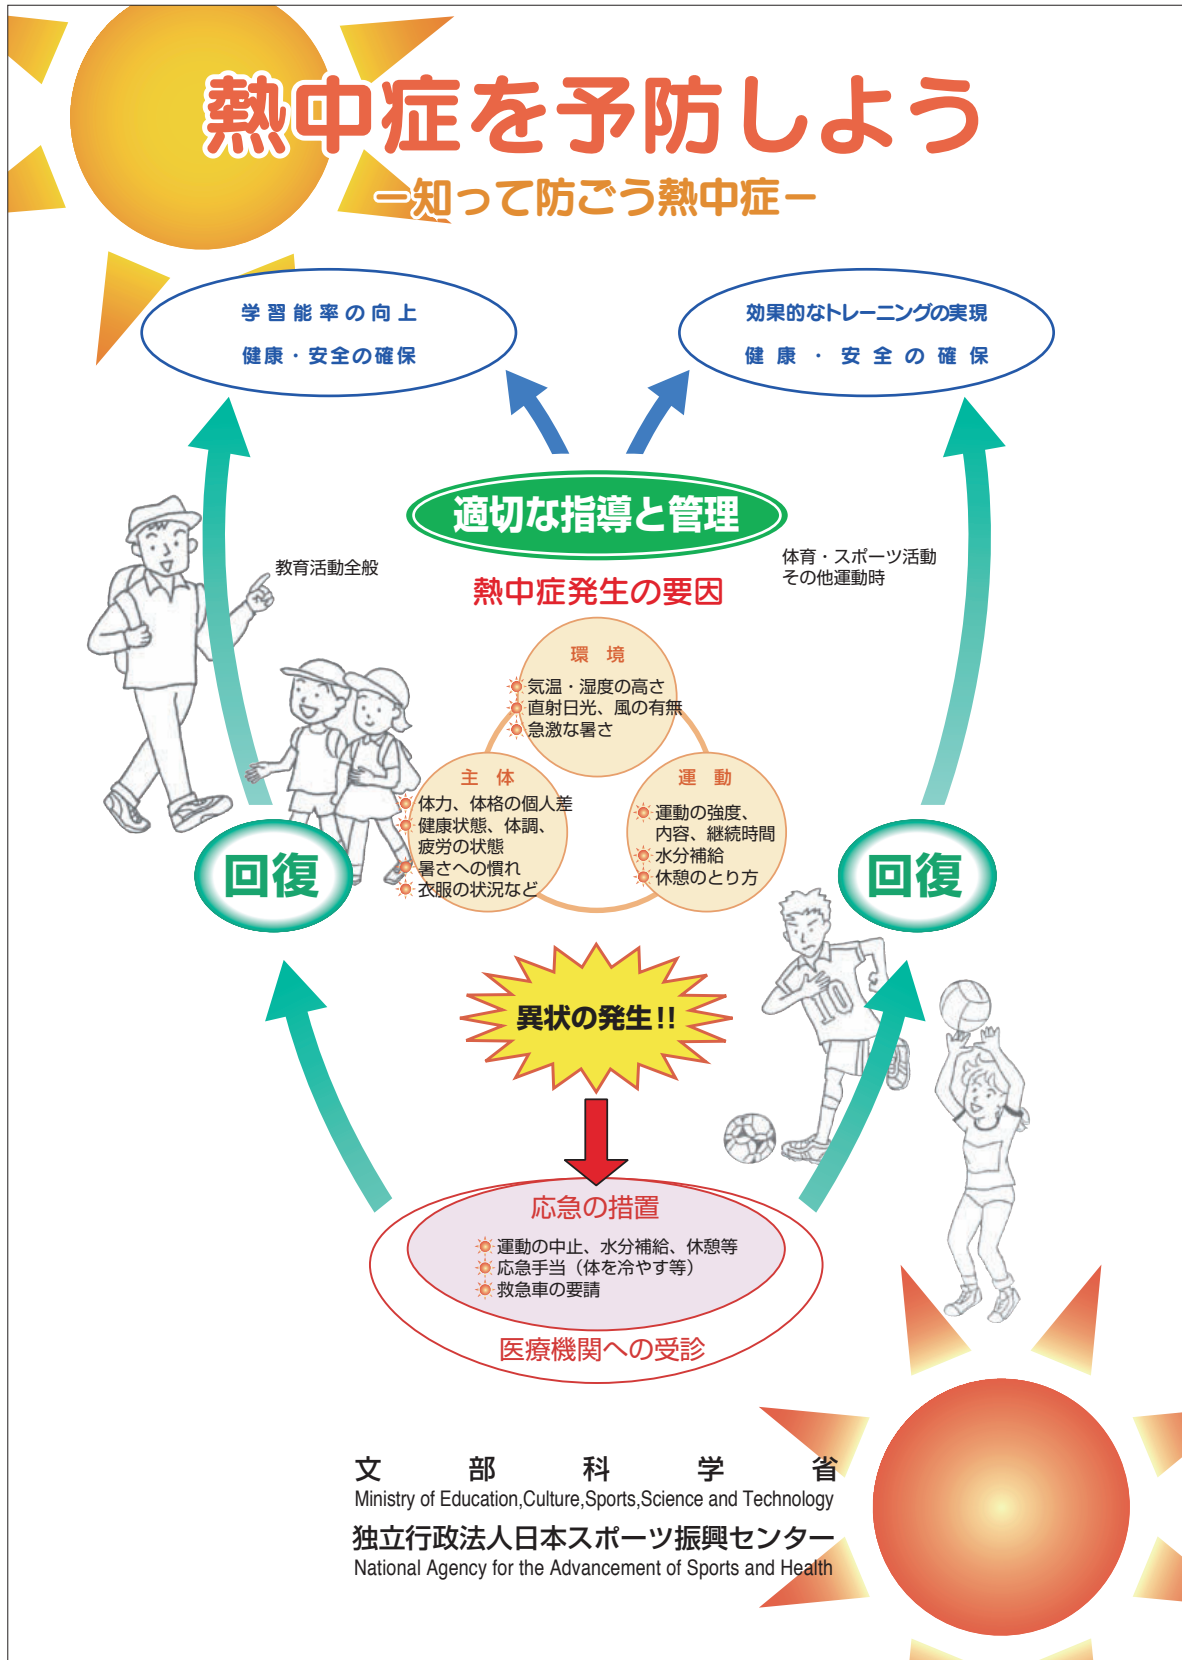 熱中症を予防しよう
－知って防ごう熱中症－
学習能率の向上
健康・安全の確保
効果的なトレーニングの実現
健康・安全の確保
適切な指導と管理
教育活動全般
体育・スポーツ活動
その他運動時
熱中症発生の要因
環 境
気温・湿度の高さ
直射日光、風の有無
急激な暑さ
主 体
体力、体格の個人差
健康状態、体調、
疲労の状態
暑さへの慣れ
衣服の状況など
運 動
運動の強度、
内容、継続時間
水分補給
休憩のとり方
回復
回復
10
異状の発生!!
応急の措置
運動の中止、水分補給、休憩等
応急手当（体を冷やす等）
救急車の要請
医療機関への受診
文部科学省
Ministry of Education,Culture,Sports,Science and Technology
独立行政法人日本スポーツ振興センター
National Agency for the Advancement of Sports and Health